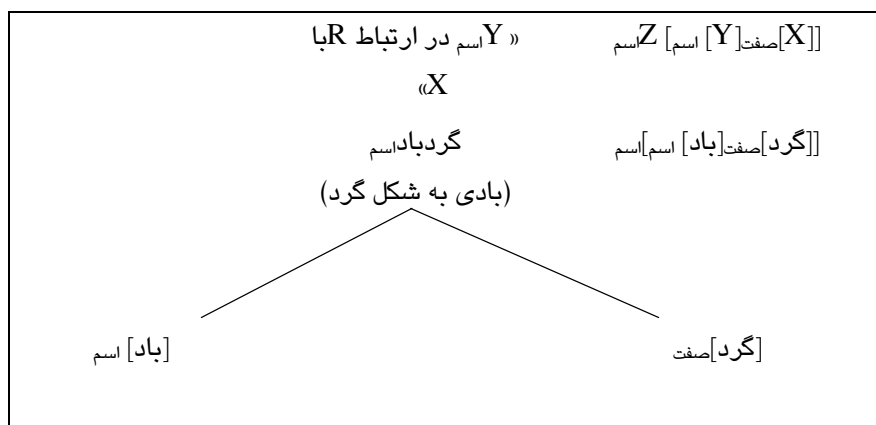 [[X]صفت[Y] اسم] Zاسم « Yاسم در ارتباط Rبا
X»
[[گرد]صفت[باد] اسم]اسم گردباداسم
(بادی به شکل گرد)
[گرد]صفت [باد] اسم